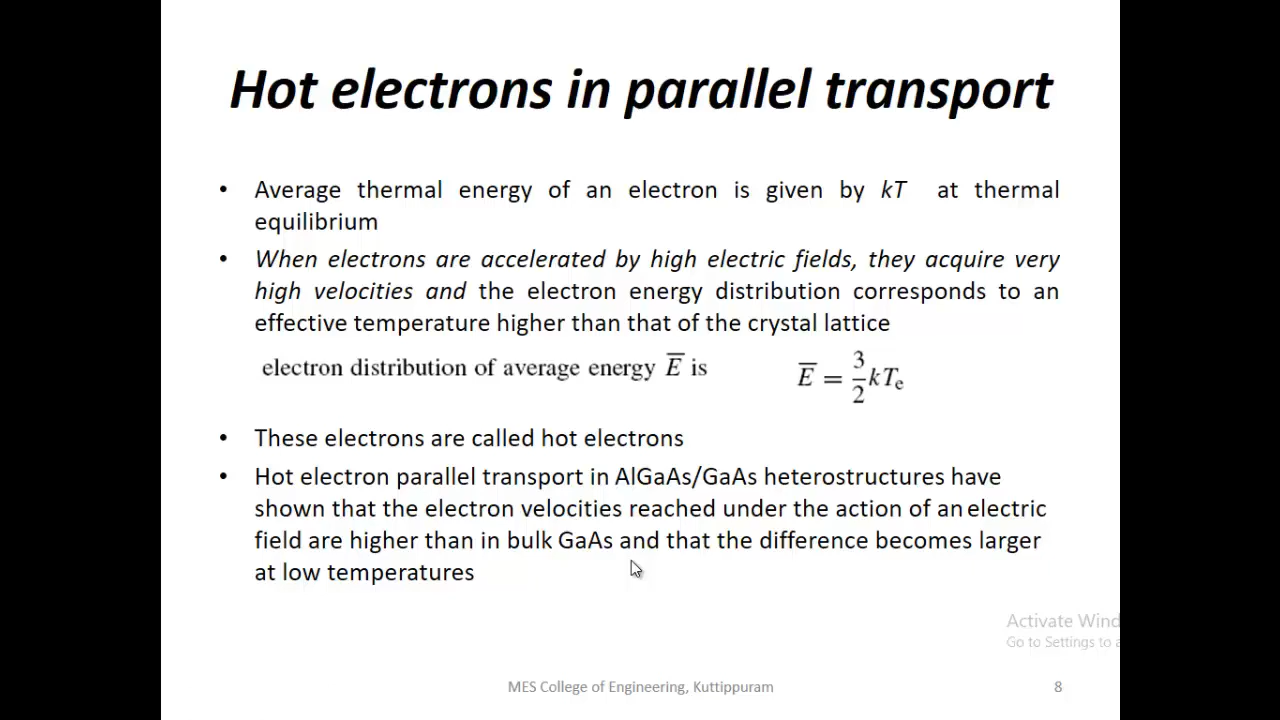 Hot electrons in parallel transport
• Average thermal energy of an electron is given by kT at thermal
equilibrium
• When electrons are accelerated by high electric fields, they acquire very
high velocities and the electron energy distribution corresponds to an
effective temperature higher than that of the crystal lattice
electron distribution of average energy E̅ is E̅ = 3/2 kTₑ
• These electrons are called hot electrons
• Hot electron parallel transport in AlGaAs/GaAs heterostructures have
shown that the electron velocities reached under the action of an electric
field are higher than in bulk GaAs and that the difference becomes larger
at low temperatures
Activate Wind
Go to Settings to a
MES College of Engineering, Kuttippuram 8